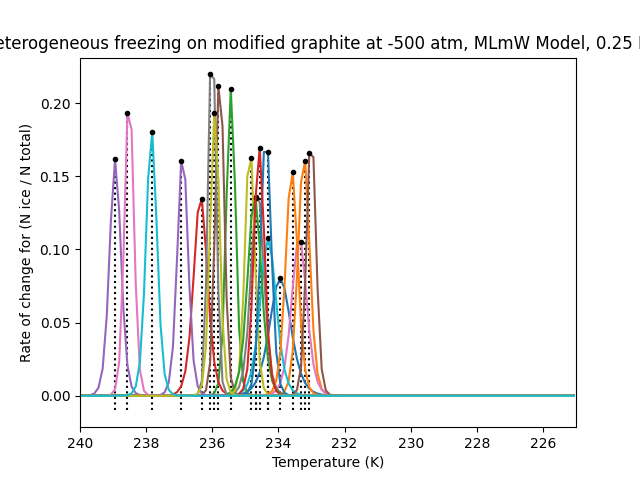 eterogeneous freezing on modified graphite at -500 atm, MLmW Model, 0.25
Rate of change for (N ice / N total)
0.20
0.15
0.10
0.05
0.00
240 238 236 234 232 230 228 226
Temperature (K)